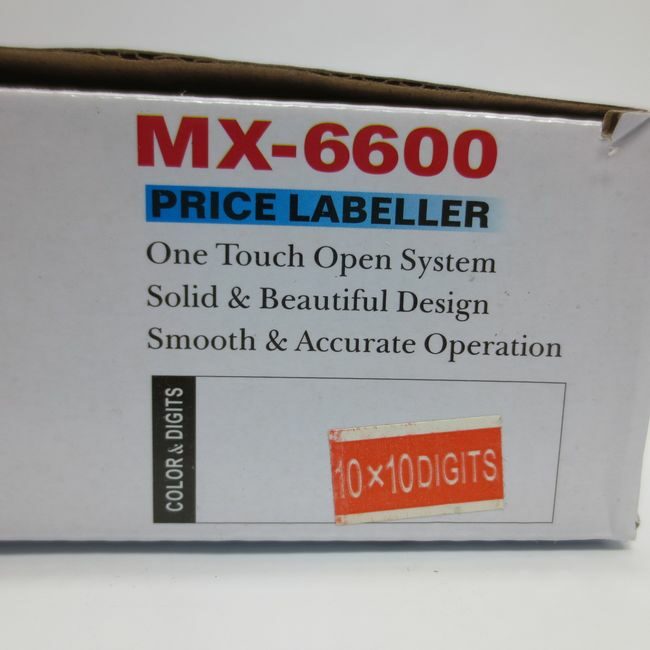 MX-6600
PRICE LABELLER
One Touch Open System
Solid & Beautiful Design
Smooth & Accurate Operation
COLOR & DIGITS
10×10DIGITS